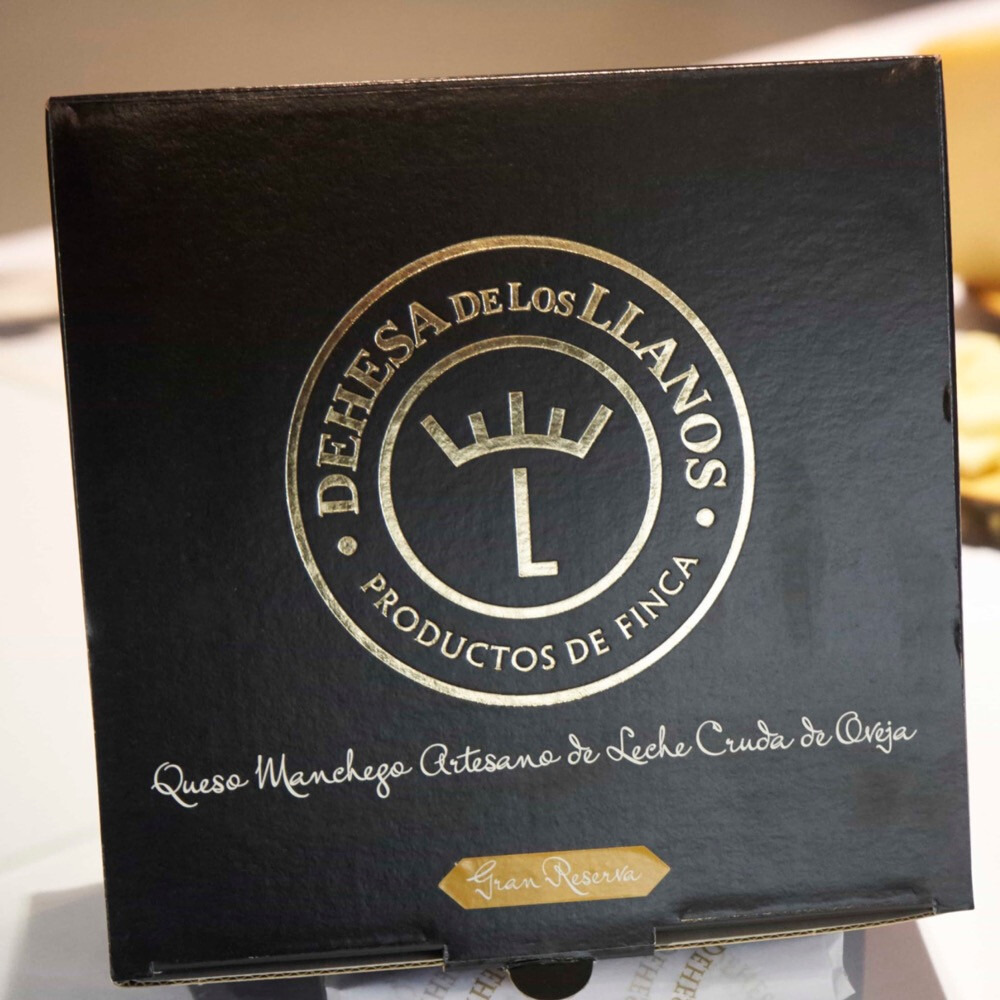 DEHESA DE LOS LLANOS
L
PRODUCTOS DE FINCA
Queso Manchego Artesano de Leche Cruda de Oveja
Gran Reserva